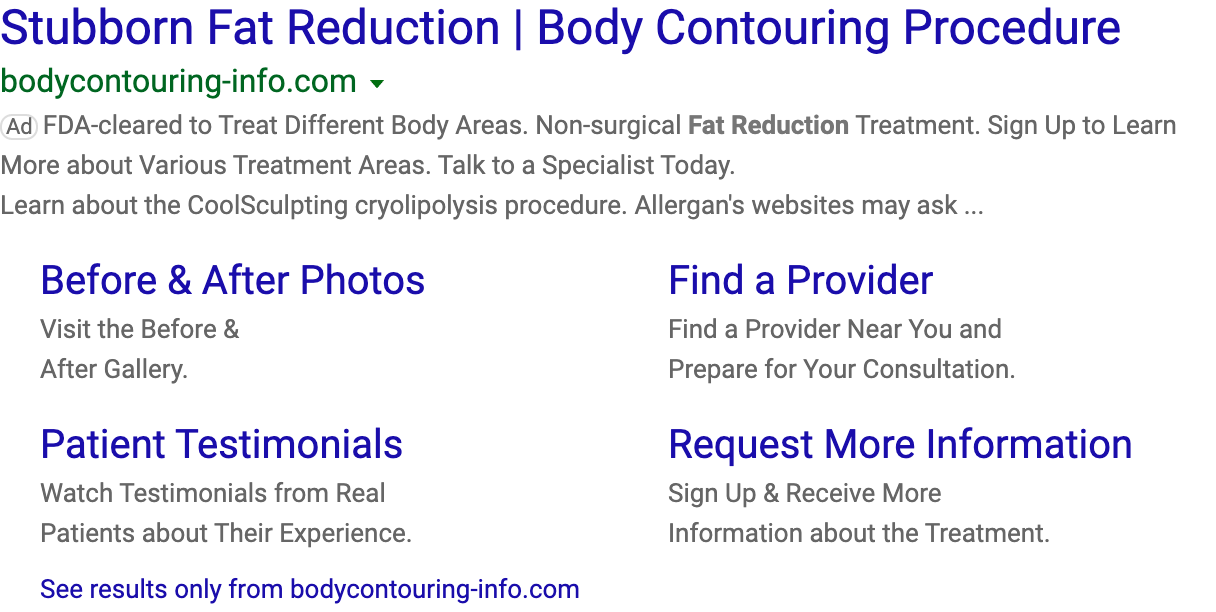 Stubborn Fat Reduction | Body Contouring Procedure
bodycontouring-info.com
Ad FDA-cleared to Treat Different Body Areas. Non-surgical Fat Reduction Treatment. Sign Up to Learn
More about Various Treatment Areas. Talk to a Specialist Today.
Learn about the CoolSculpting cryolipolysis procedure. Allergan's websites may ask ...
Before & After Photos
Visit the Before &
After Gallery.
Find a Provider
Find a Provider Near You and
Prepare for Your Consultation.
Patient Testimonials
Watch Testimonials from Real
Patients about Their Experience.
Request More Information
Sign Up & Receive More
Information about the Treatment.
See results only from bodycontouring-info.com